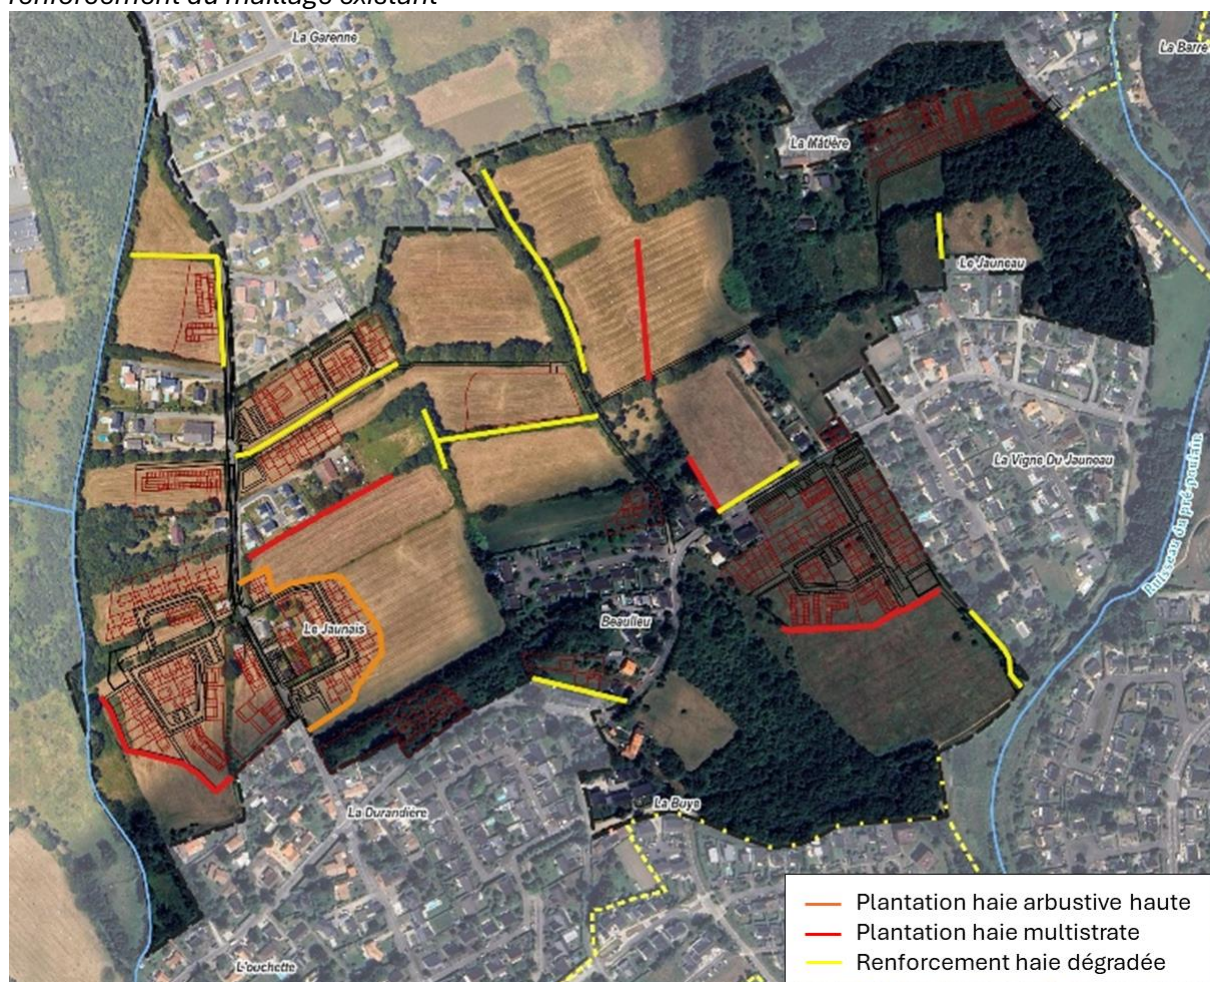 renforcement du maillage existant
La Garenne
La Barre
La Mâtière
Le Jauneau
La Vigne Du Jauneau
Ruisseau du pré-poulain
Le Jaunais
Beaulieu
La Buye
La Durandière
L'ouchette
Plantation haie arbustive haute
Plantation haie multistrate
Renforcement haie dégradée